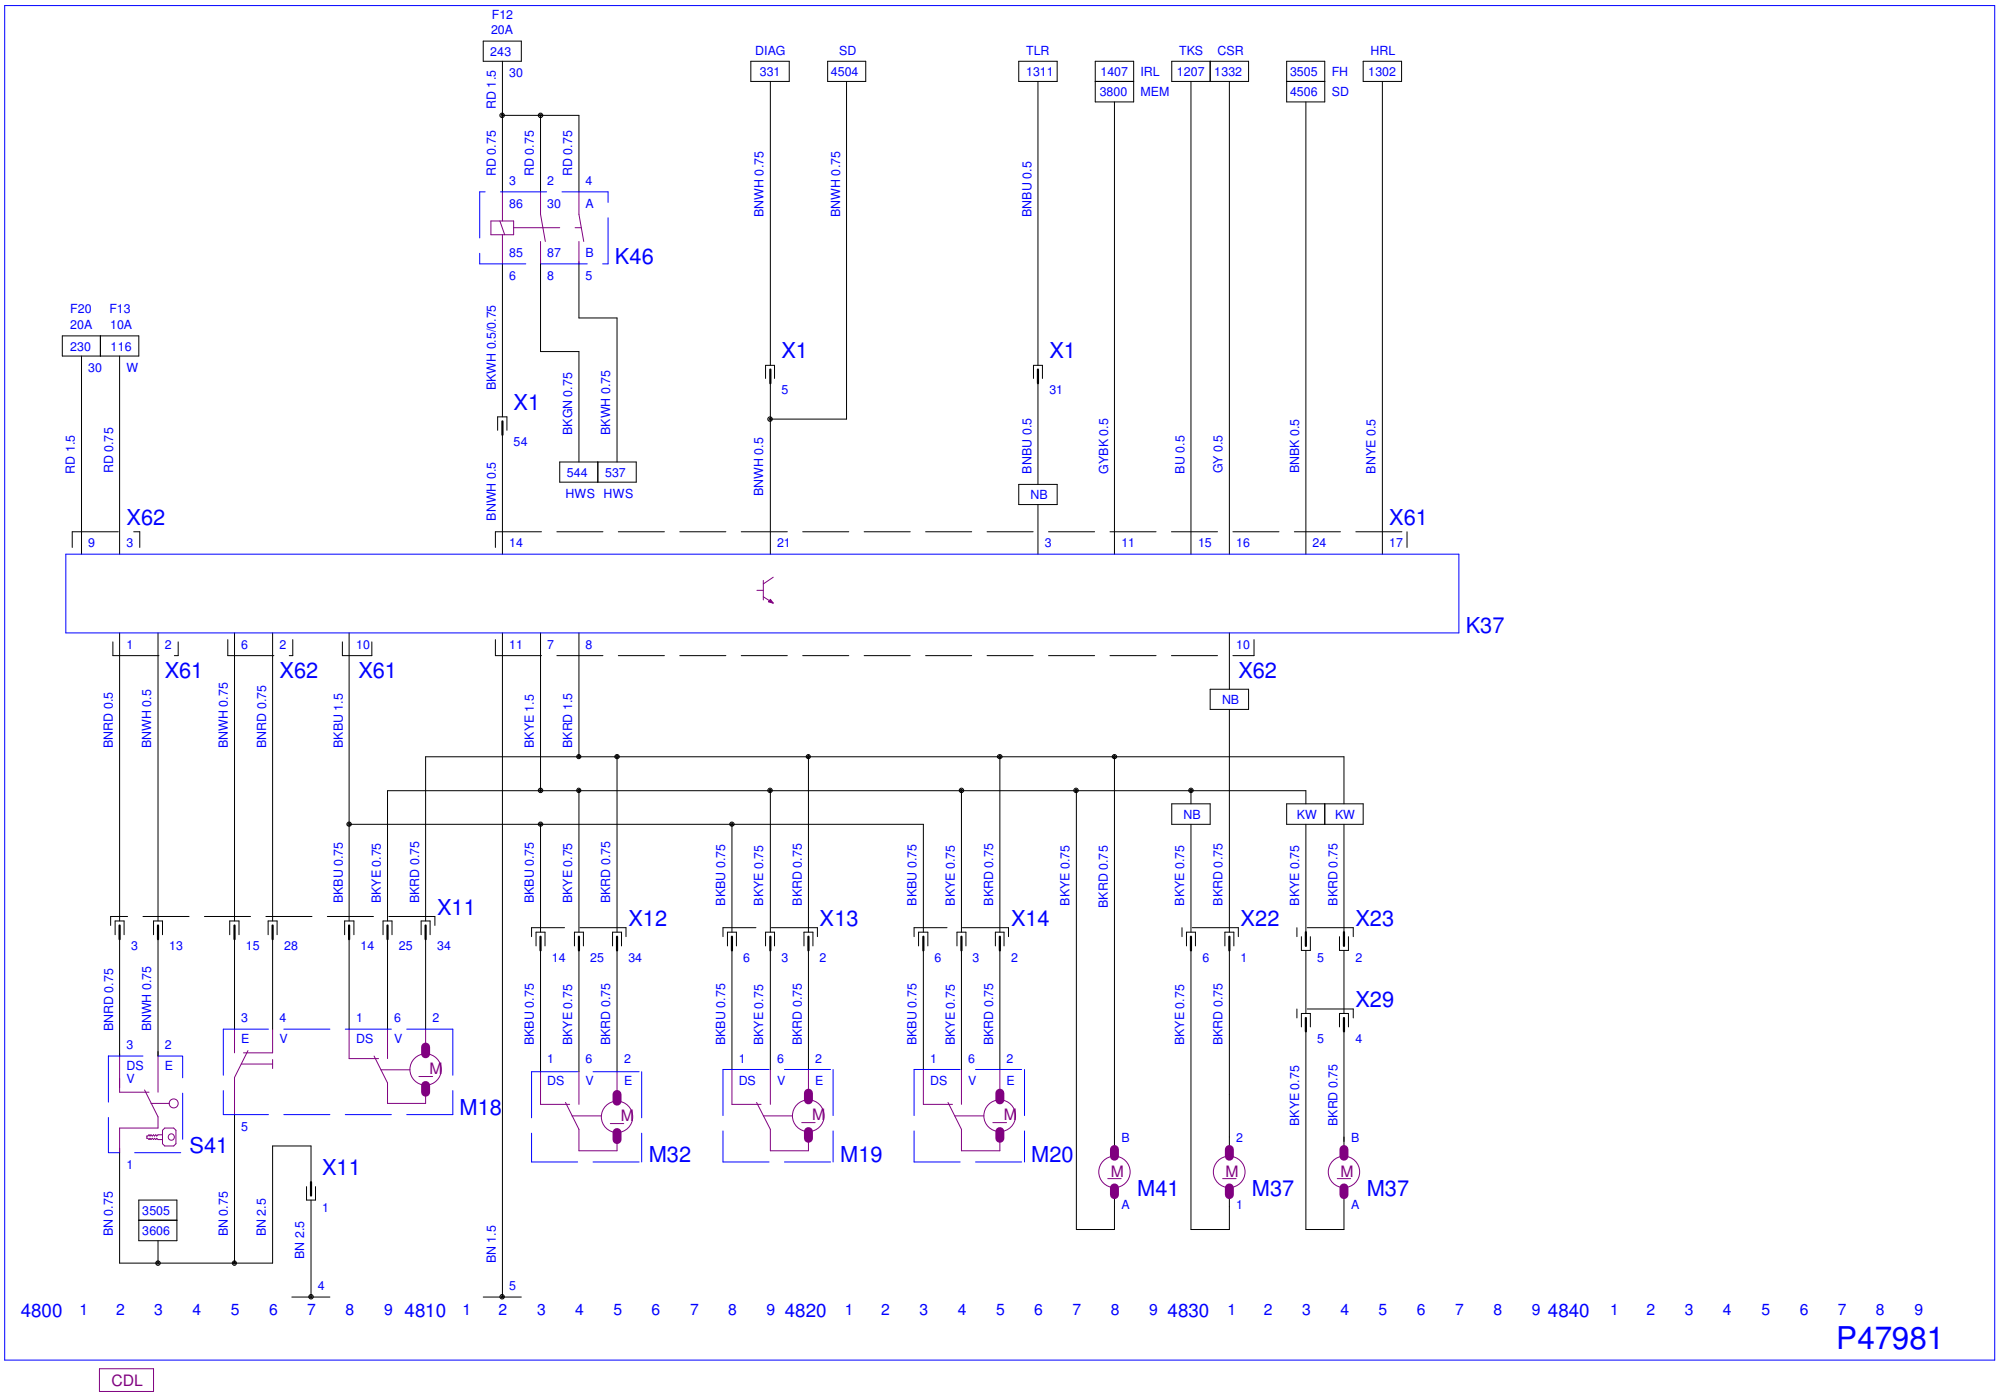 F12
20A
243
30
RD 1.5
DIAG SD TLR TKS CSR HRL
331 4504 1311 1407 IRL 1207 1332 3505 FH 1302
3800 MEM 4506 SD
RD 0.75 RD 0.75 RD 0.75
BNWH 0.75 BNWH 0.75 BNBU 0.5
3 2 4
86 30 A
85 87 B
K46
6 8 5
F20 F13
20A 10A
230 116
30 W
BKWH 0.5/0.75
X1 X1
5 31
BKGN 0.75 BKWH 0.75
X1
54
RD 1.5 RD 0.75
BNWH 0.5 BNWH 0.5 BNBU 0.5 GYBK 0.5 BU 0.5 GY 0.5 BNBK 0.5 BNYE 0.5
544 537
HWS HWS
NB
X62 X61
9 3 14 21 3 11 15 16 24 17
K37
1 2 6 2 10 11 7 8 10
X61 X62 X61 X62
NB
BNRD 0.5 BNWH 0.5 BNWH 0.75 BNRD 0.75 BKBU 1.5 BKYE 1.5 BKRD 1.5
NB KW KW
BKBU 0.75 BKYE 0.75 BKRD 0.75 BKBU 0.75 BKYE 0.75 BKRD 0.75 BKBU 0.75 BKYE 0.75 BKRD 0.75 BKBU 0.75 BKYE 0.75 BKRD 0.75 BKYE 0.75 BKRD 0.75 BKYE 0.75 BKRD 0.75 BKYE 0.75 BKRD 0.75
X11 X12 X13 X14 X22 X23
3 13 15 28 14 25 34
14 25 34 6 3 2 6 3 2 6 1 5 2
BNRD 0.75 BNWH 0.75 BKBU 0.75 BKYE 0.75 BKRD 0.75 BKBU 0.75 BKYE 0.75 BKRD 0.75 BKBU 0.75 BKYE 0.75 BKRD 0.75 BKYE 0.75 BKRD 0.75
X29
5 4
3 4 1 6 2
E V DS V
3 2
DS E
V
M
M18
5
1 6 2 1 6 2 1 6 2
DS V E DS V E DS V E
M M M
M32 M19 M20
BKYE 0.75 BKRD 0.75
S41
1
B 2 B
M M M
M41 M37 M37
A 1 A
X11
1
3505
3606
BN 0.75 BN 0.75 BN 2.5 BN 2.5 BN 1.5
4 5
4800 1 2 3 4 5 6 7 8 9 4810 1 2 3 4 5 6 7 8 9 4820 1 2 3 4 5 6 7 8 9 4830 1 2 3 4 5 6 7 8 9 4840 1 2 3 4 5 6 7 8 9
P47981
CDL